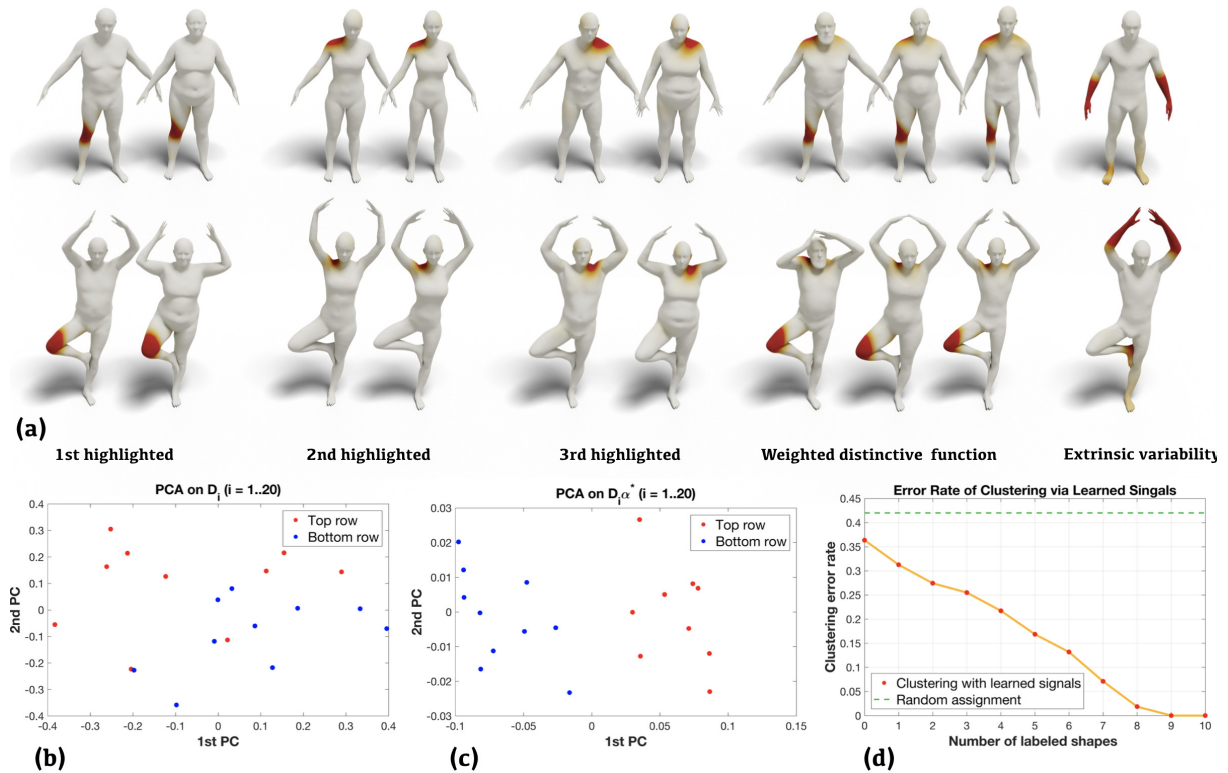 (a)
1st highlighted
2nd highlighted
3rd highlighted
Weighted distinctive function
Extrinsic variability
PCA on D_i (i = 1..20)
0.4
0.3
0.2
0.1
0
-0.1
-0.2
-0.3
-0.4
2nd PC
Top row
Bottom row
-0.4
-0.2
0
0.1
0.2
0.3
0.4
1st PC
(b)
PCA on D_iα* (i = 1..20)
0.03
0.02
0.01
0
-0.01
-0.02
-0.03
2nd PC
Top row
Bottom row
-0.1
-0.05
0
0.05
0.1
0.15
1st PC
(c)
Error Rate of Clustering via Learned Singals
0.45
0.4
0.35
0.3
0.25
0.2
0.15
0.1
0.05
0
Clustering error rate
Clustering with learned signals
Random assignment
0
1
2
3
4
5
6
7
8
9
10
Number of labeled shapes
(d)